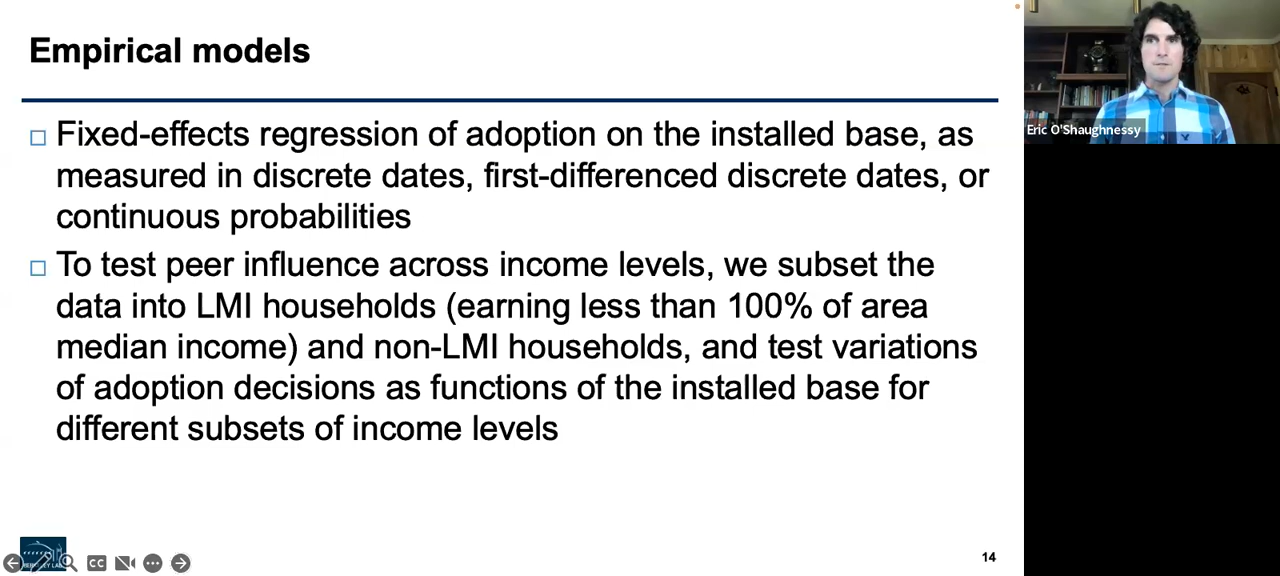 Empirical models
Fixed-effects regression of adoption on the installed base, as
measured in discrete dates, first-differenced discrete dates, or
continuous probabilities
To test peer influence across income levels, we subset the
data into LMI households (earning less than 100% of area
median income) and non-LMI households, and test variations
of adoption decisions as functions of the installed base for
different subsets of income levels
Eric O'Shaughnessy
CC
14